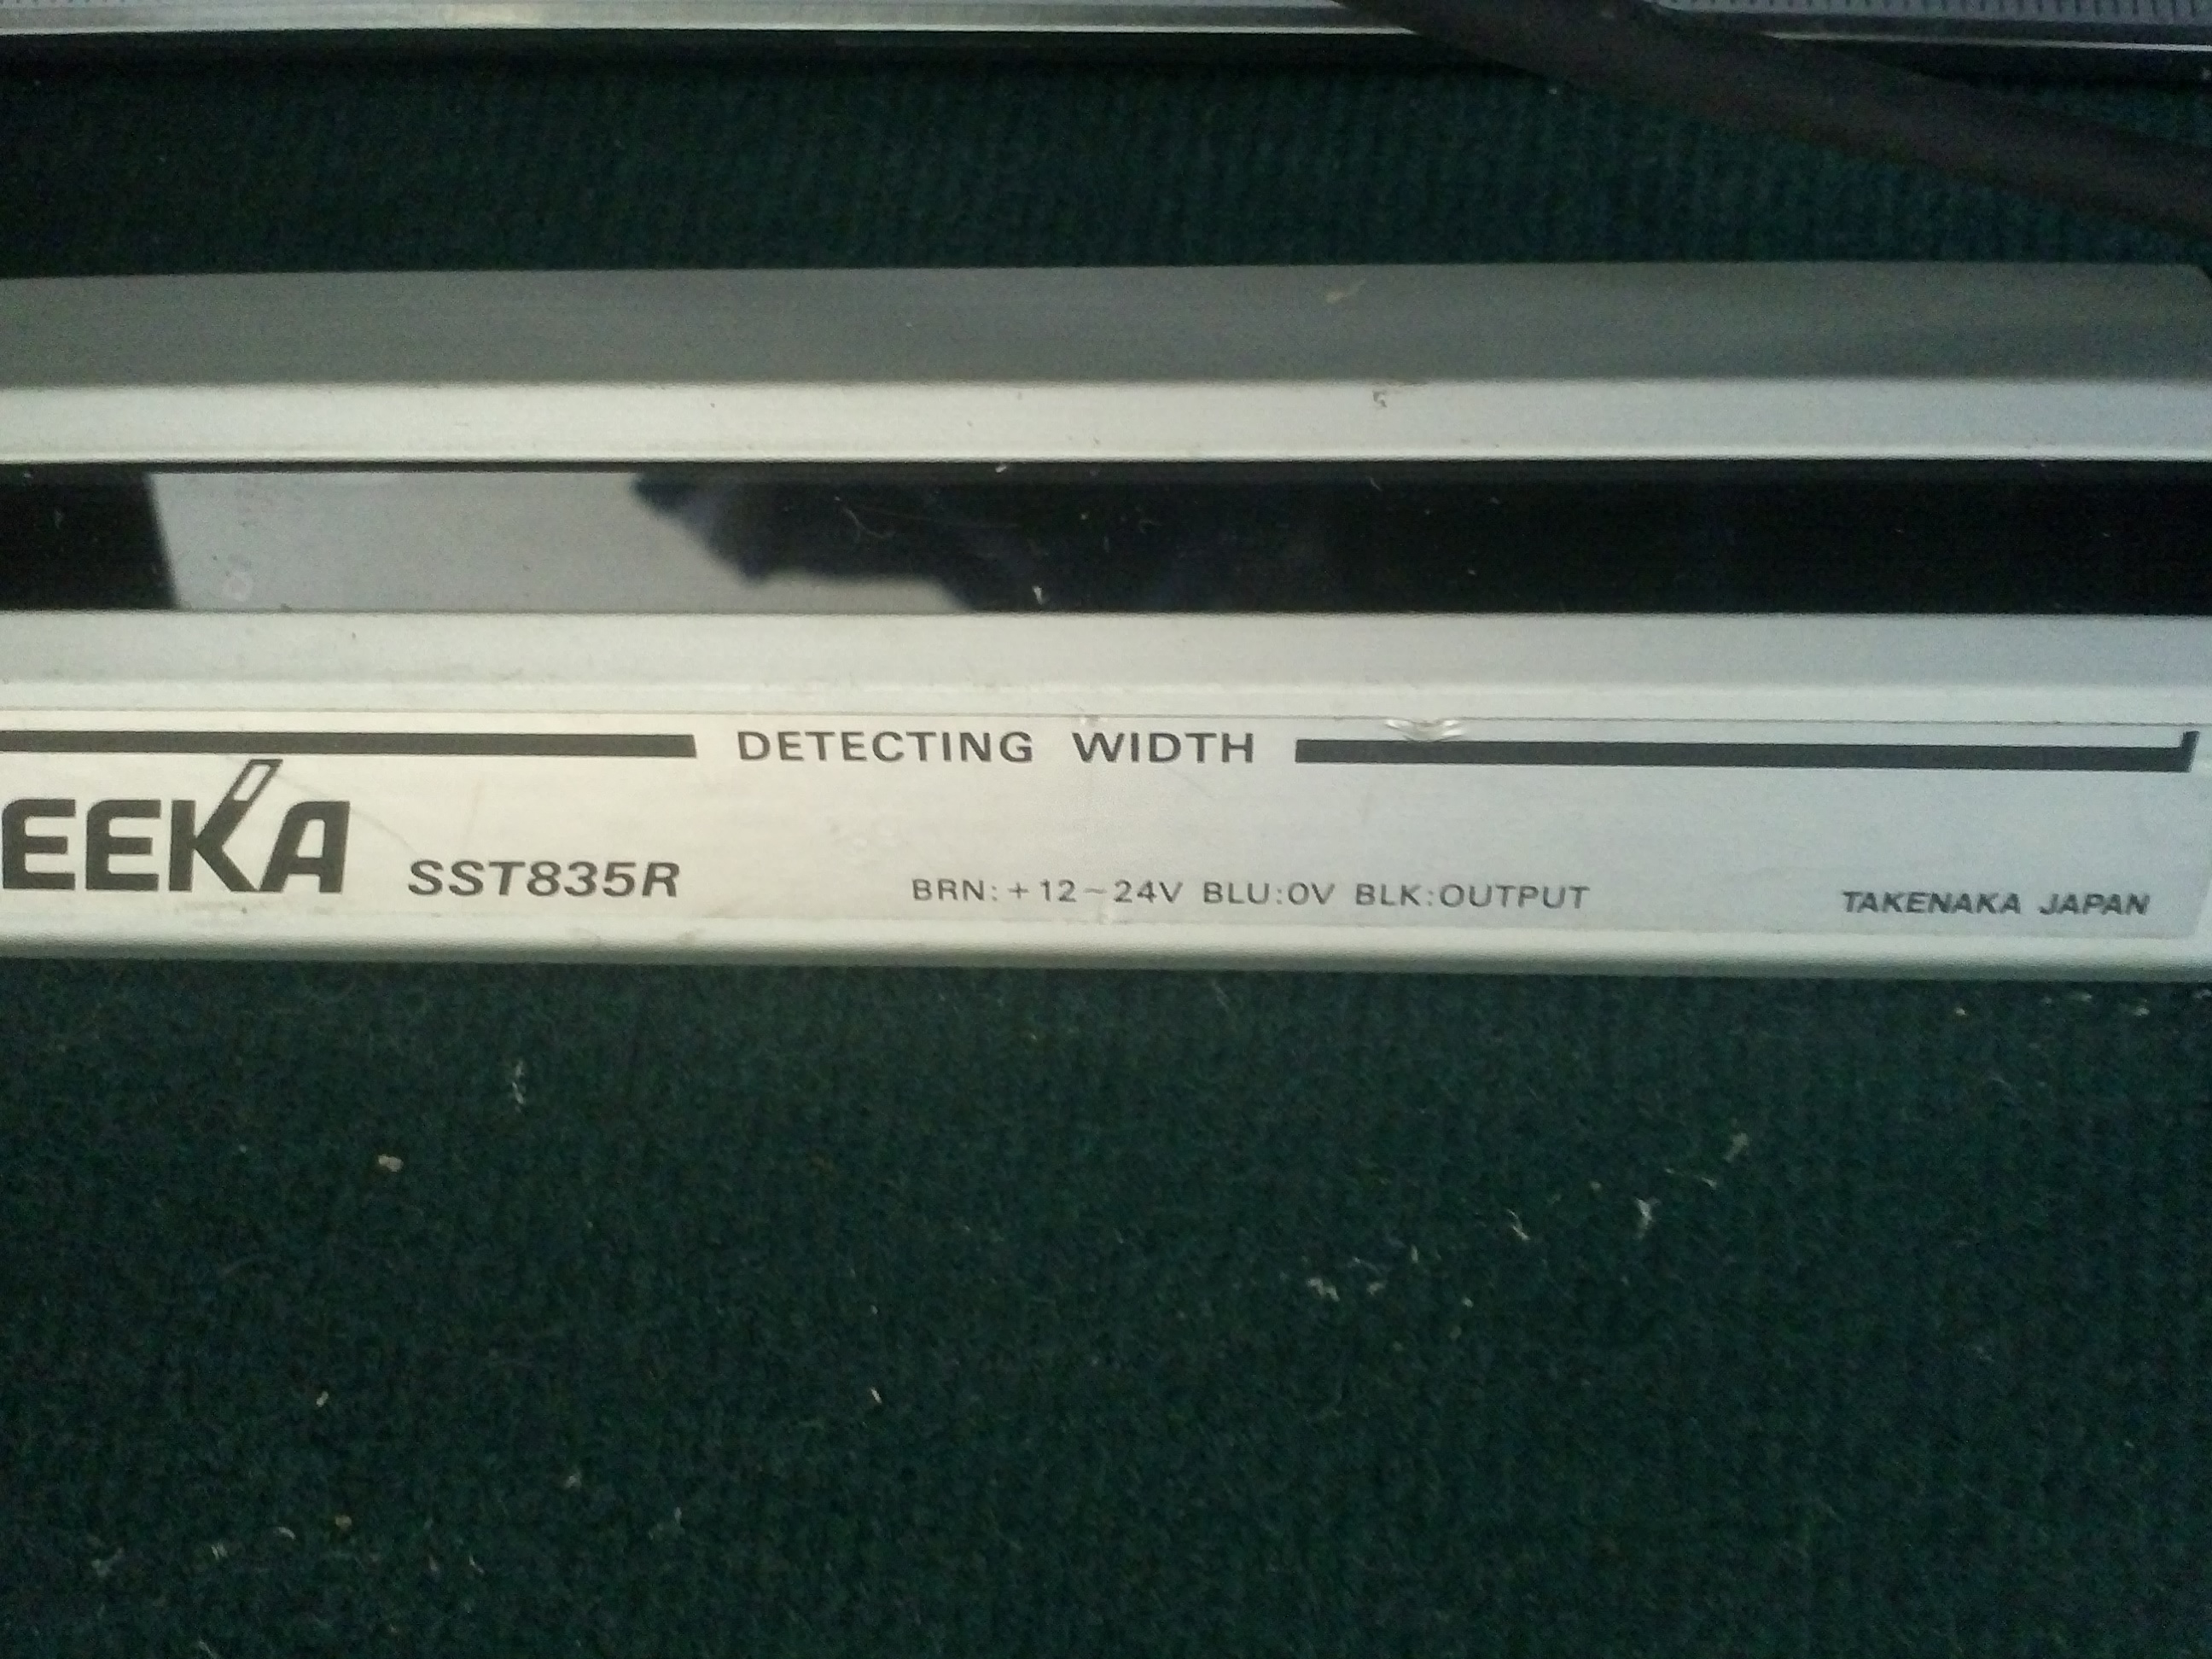 DETECTING WIDTH
EEKA SST835R BRN:+12~24V BLU:0V BLK:OUTPUT TAKENAKA JAPAN